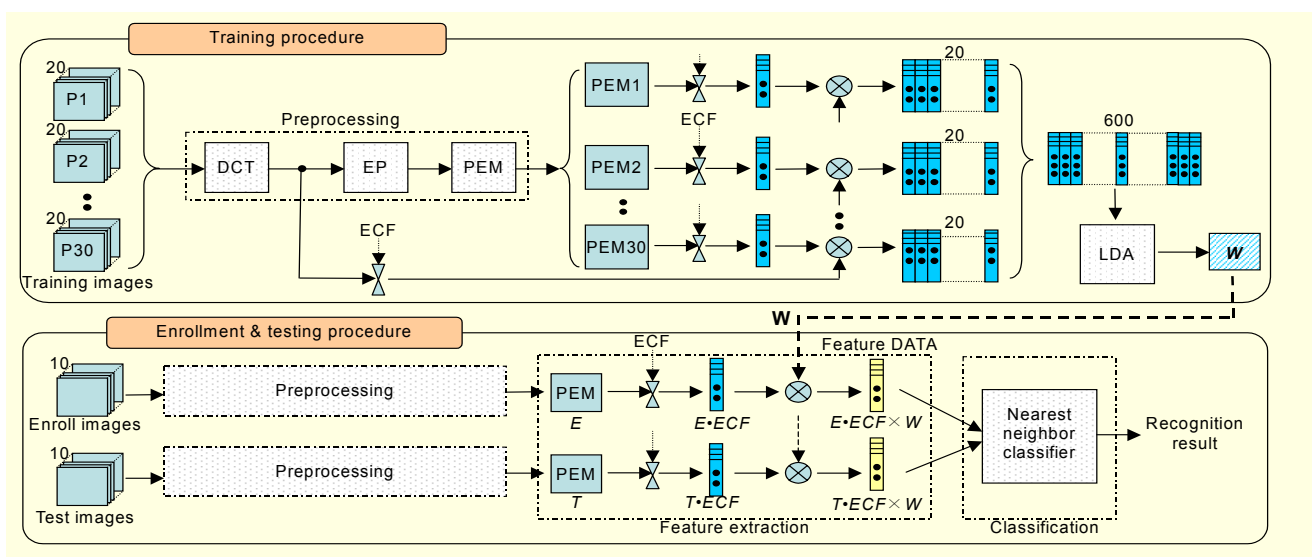 Training procedure
20
P1
20
P2
20
P30
Training images
Preprocessing
DCT
EP
PEM
ECF
PEM1
PEM2
PEM30
ECF
20
20
20
600
LDA
W
W
Enrollment & testing procedure
10
Enroll images
Preprocessing
10
Test images
Preprocessing
ECF
Feature DATA
PEM
E
E•ECF
E•ECF× W
PEM
T
T•ECF
T•ECF× W
Feature extraction
Nearest
neighbor
classifier
Classification
Recognition
result